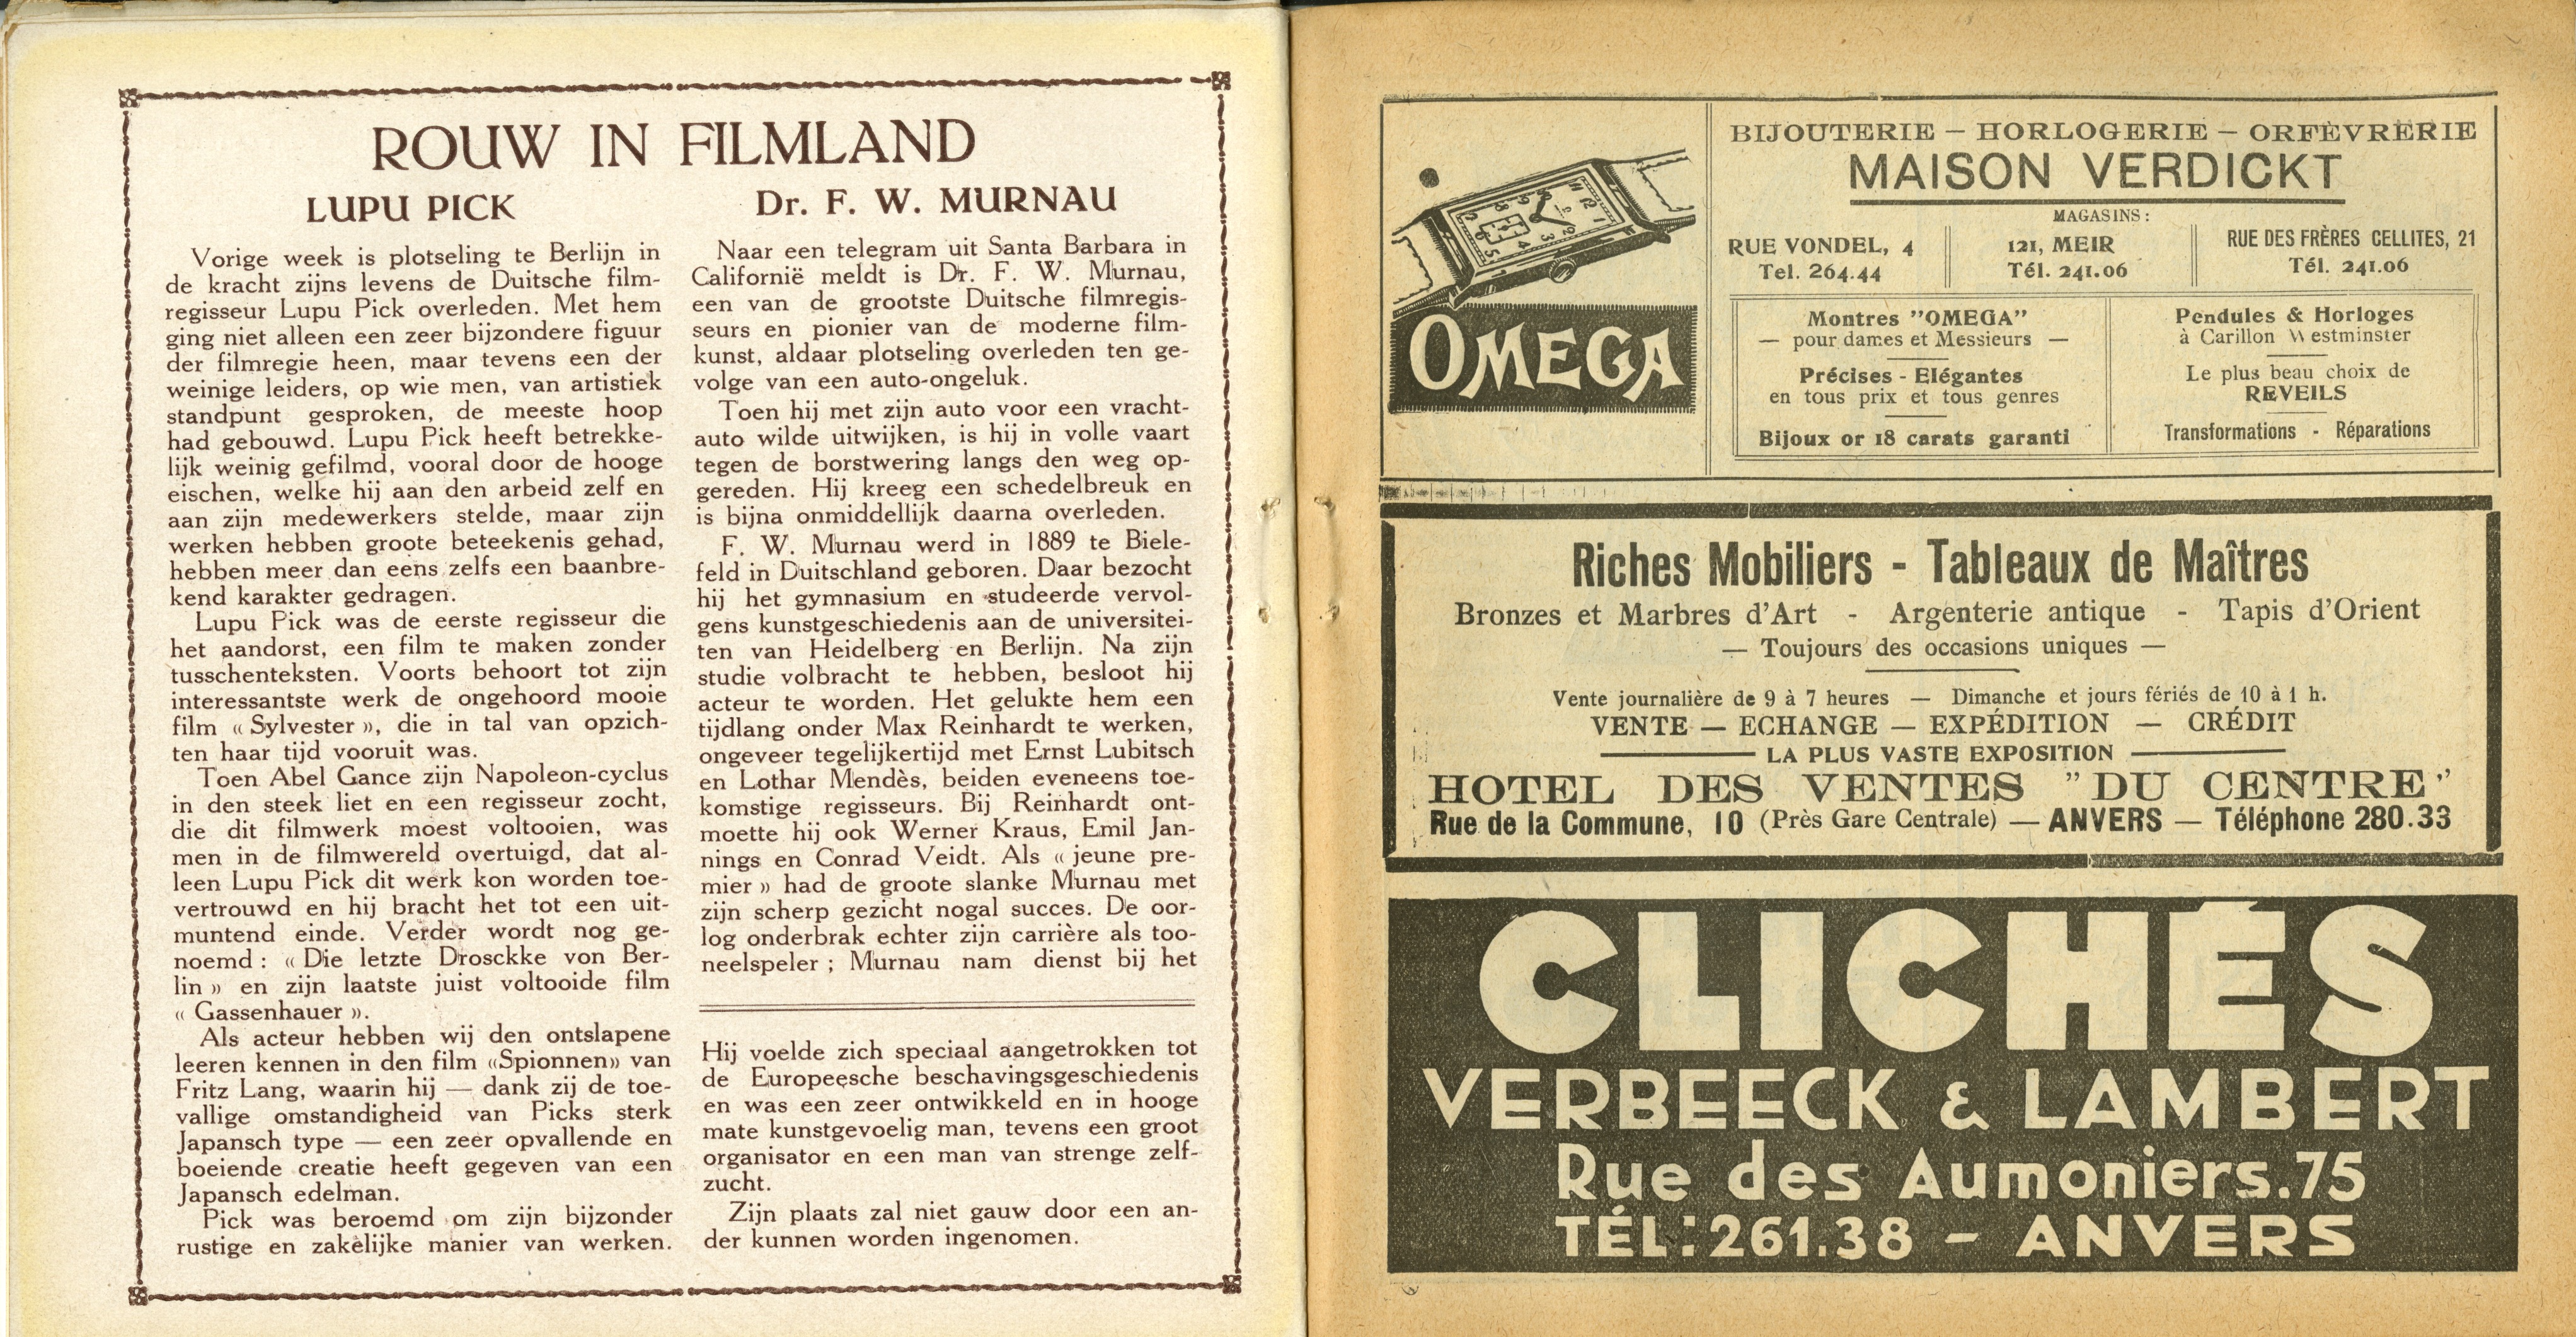 ROUW IN FILMLAND
LUPU PICK
Vorige week is plotseling te Berlijn in
de kracht zijns levens de Duitsche film-
regisseur Lupu Pick overleden. Met hem
ging niet alleen een zeer bijzondere figuur
der filmregie heen, maar tevens een der
weinige leiders, op wie men, van artistiek
standpunt gesproken, de meeste hoop
had gebouwd. Lupu Pick heeft betrekke-
lijk weinig gefilmd, vooral door de hooge
eischen, welke hij aan den arbeid zelf en
aan zijn medewerkers stelde, maar zijn
werken hebben groote beteekenis gehad,
hebben meer dan eens zelfs een baanbre-
kend karakter gedragen.
Lupu Pick was de eerste regisseur die
het aandorst, een film te maken zonder
tusschenteksten. Voorts behoort tot zijn
interessantste werk de ongehoord mooie
film « Sylvester », die in tal van opzich-
ten haar tijd vooruit was.
Toen Abel Gance zijn Napoleon-cyclus
in den steek liet en een regisseur zocht,
die dit filmwerk moest voltooien, was
men in de filmwereld overtuigd, dat al-
leen Lupu Pick dit werk kon worden toe-
vertrouwd en hij bracht het tot een uit-
muntend einde. Verder wordt nog ge-
noemd : « Die letzte Drosckke von Ber-
lin » en zijn laatste juist voltooide film
« Gassenhauer ».
Als acteur hebben wij den ontslapene
leeren kennen in den film «Spionnen» van
Fritz Lang, waarin hij — dank zij de toe-
vallige omstandigheid van Picks sterk
Japansch type — een zeer opvallende en
boeiende creatie heeft gegeven van een
Japansch edelman.
Pick was beroemd om zijn bijzonder
rustige en zakelijke manier van werken.
Dr. F. W. MURNAU
Naar een telegram uit Santa Barbara in
Californië meldt is Dr. F. W. Murnau,
een van de grootste Duitsche filmregis-
seurs en pionier van de moderne film-
kunst, aldaar plotseling overleden ten ge-
volge van een auto-ongeluk.
Toen hij met zijn auto voor een vracht-
auto wilde uitwijken, is hij in volle vaart
tegen de borstwering langs den weg op-
gereden. Hij kreeg een schedelbreuk en
is bijna onmiddellijk daarna overleden.
F. W. Murnau werd in 1889 te Biele-
feld in Duitschland geboren. Daar bezocht
hij het gymnasium en studeerde vervol-
gens kunstgeschiedenis aan de universitei-
ten van Heidelberg en Berlijn. Na zijn
studie volbracht te hebben, besloot hij
acteur te worden. Het gelukte hem een
tijdlang onder Max Reinhardt te werken,
ongeveer tegelijkertijd met Ernst Lubitsch
en Lothar Mendès, beiden eveneens toe-
komstige regisseurs. Bij Reinhardt ont-
moette hij ook Werner Kraus, Emil Jan-
nings en Conrad Veidt. Als « jeune pre-
mier » had de groote slanke Murnau met
zijn scherp gezicht nogal succes. De oor-
log onderbrak echter zijn carrière als too-
neelspeler ; Murnau nam dienst bij het
Hij voelde zich speciaal aangetrokken tot
de Europeesche beschavingsgeschiedenis
en was een zeer ontwikkeld en in hooge
mate kunstgevoelig man, tevens een groot
organisator en een man van strenge zelf-
zucht.
Zijn plaats zal niet gauw door een an-
der kunnen worden ingenomen.
OMEGA
BIJOUTERIE — HORLOGERIE — ORFÈVRERIE
MAISON VERDICKT
MAGASINS :
RUE VONDEL, 4
Tel. 264.44
121, MEIR
Tél. 241.06
RUE DES FRÈRES CELLITES, 21
Tél. 241.06
Montres "OMEGA"
— pour dames et Messieurs —
Précises - Elégantes
en tous prix et tous genres
Bijoux or 18 carats garanti
Pendules & Horloges
à Carillon Westminster
Le plus beau choix de
REVEILS
Transformations - Réparations
Riches Mobiliers - Tableaux de Maîtres
Bronzes et Marbres d'Art - Argenterie antique - Tapis d'Orient
— Toujours des occasions uniques —
Vente journalière de 9 à 7 heures — Dimanche et jours fériés de 10 à 1 h.
VENTE — ECHANGE — EXPÉDITION — CRÉDIT
LA PLUS VASTE EXPOSITION
HOTEL DES VENTES "DU CENTRE"
Rue de la Commune, 10 (Près Gare Centrale) — ANVERS — Téléphone 280.33
CLICHÉS
VERBEECK & LAMBERT
Rue des Aumoniers.75
TÉL: 261.38 - ANVERS